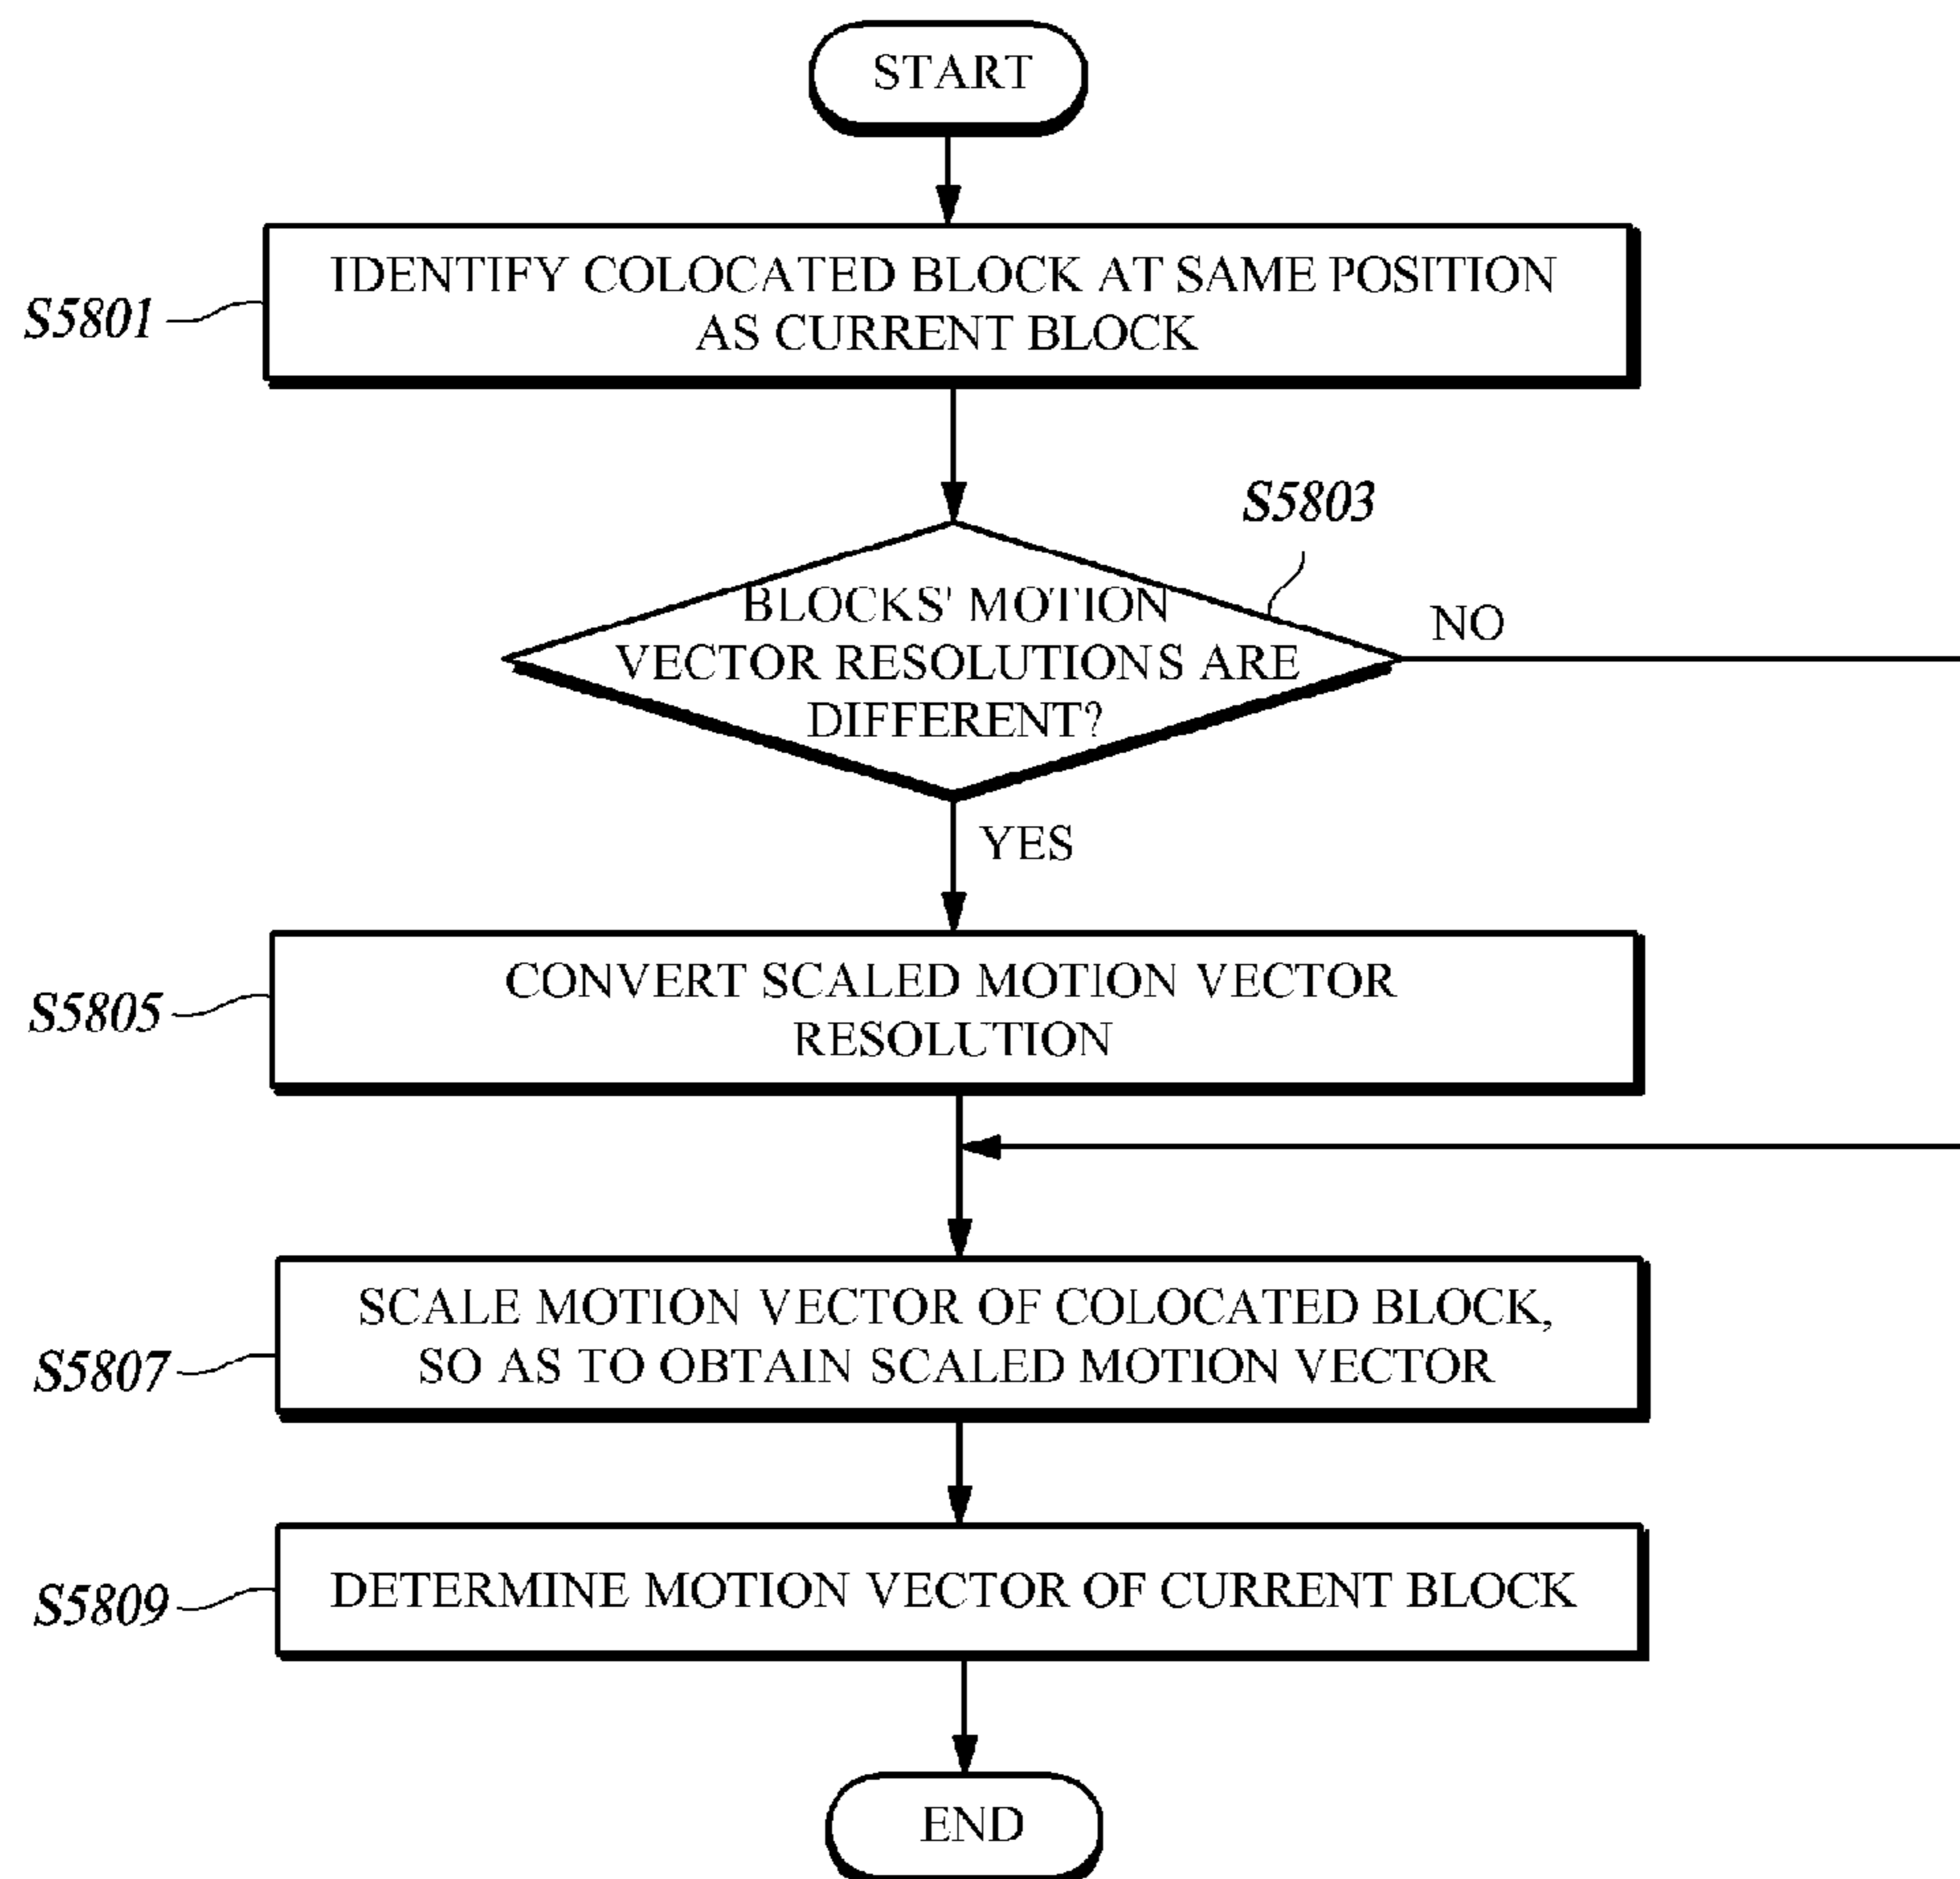 START
IDENTIFY COLOCATED BLOCK AT SAME POSITION
AS CURRENT BLOCK
S5801
S5803
BLOCKS' MOTION
VECTOR RESOLUTIONS ARE
DIFFERENT?
NO
YES
CONVERT SCALED MOTION VECTOR
RESOLUTION
S5805
SCALE MOTION VECTOR OF COLOCATED BLOCK,
SO AS TO OBTAIN SCALED MOTION VECTOR
S5807
DETERMINE MOTION VECTOR OF CURRENT BLOCK
S5809
END